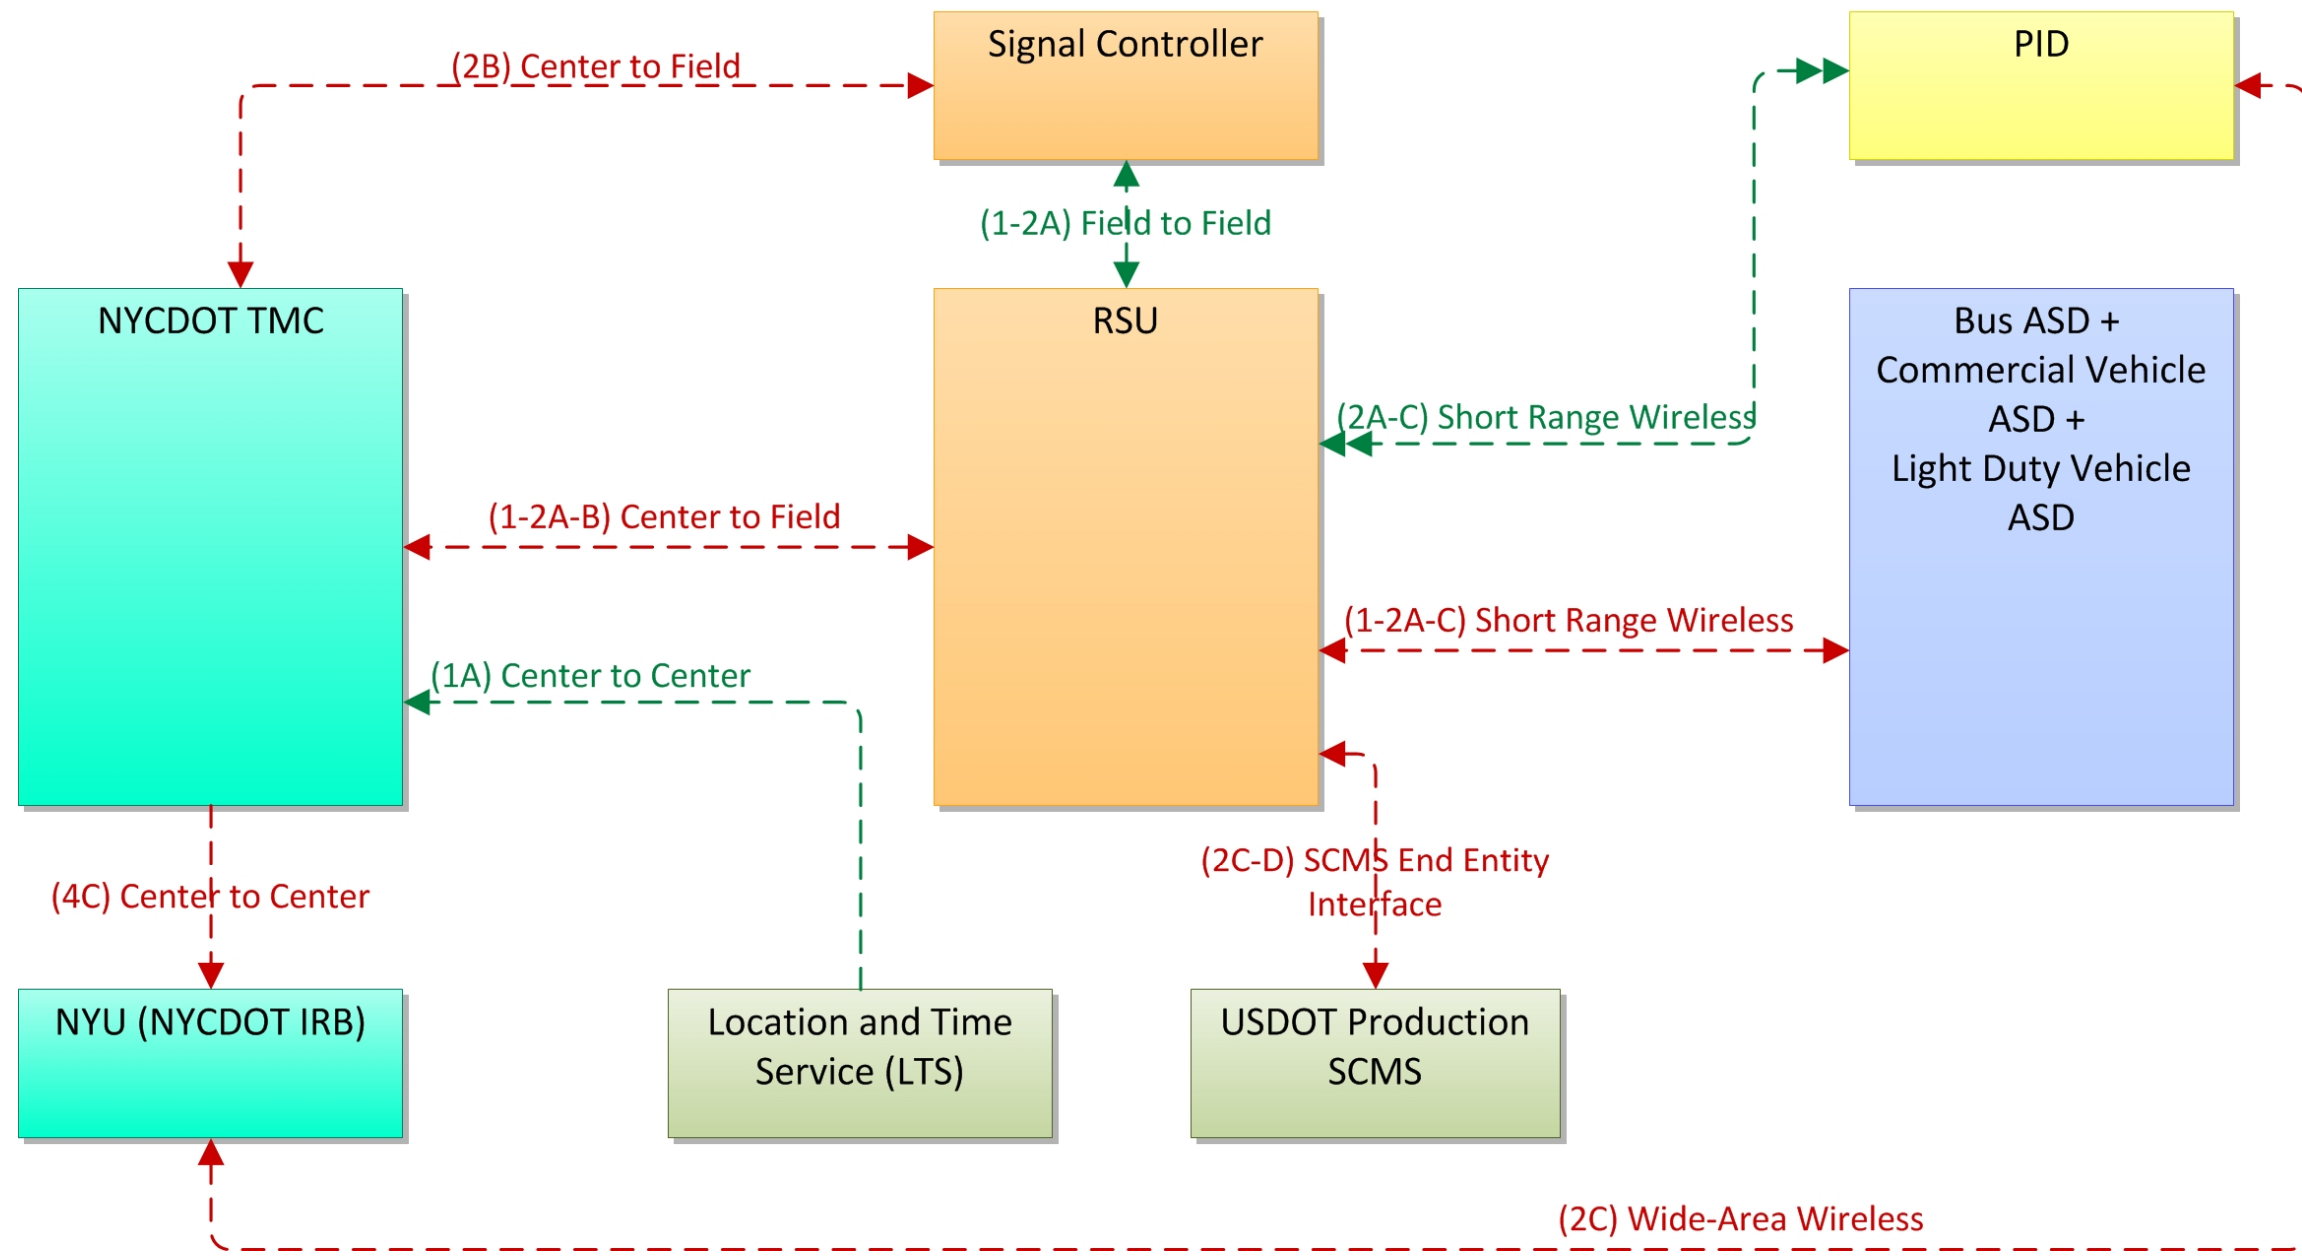 Signal Controller
PID
(2B) Center to Field
(1-2A) Field to Field
NYCDOT TMC
RSU
Bus ASD +
Commercial Vehicle
ASD +
Light Duty Vehicle
ASD
(2A-C) Short Range Wireless
(1-2A-B) Center to Field
(1-2A-C) Short Range Wireless
(1A) Center to Center
(2C-D) SCMS End Entity
Interface
(4C) Center to Center
NYU (NYCDOT IRB)
Location and Time
Service (LTS)
USDOT Production
SCMS
(2C) Wide-Area Wireless